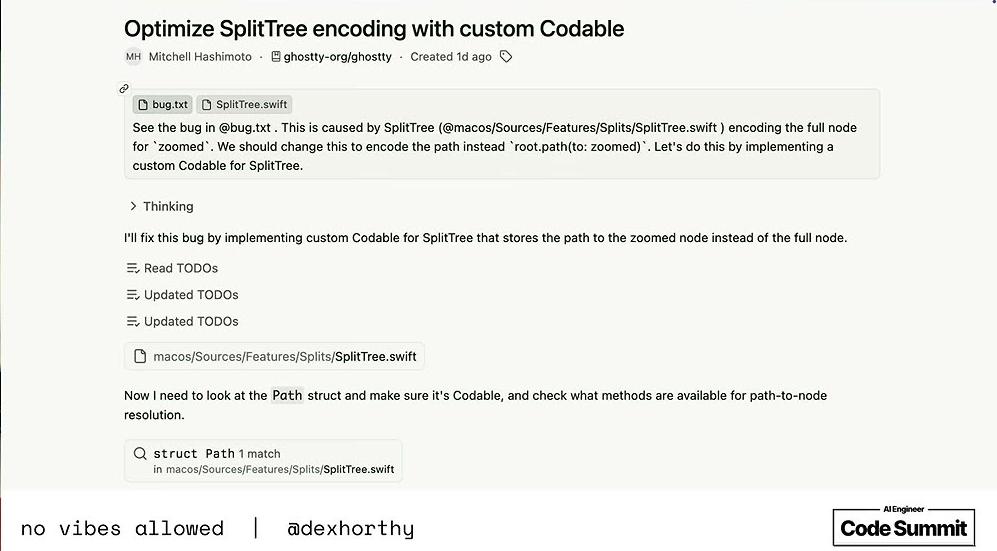 Optimize SplitTree encoding with custom Codable
MH Mitchell Hashimoto · ghostty-org/ghostty · Created 1d ago
bug.txt SplitTree.swift
See the bug in @bug.txt . This is caused by SplitTree (@macos/Sources/Features/Splits/SplitTree.swift ) encoding the full node
for `zoomed`. We should change this to encode the path instead `root.path(to: zoomed)`. Let's do this by implementing a
custom Codable for SplitTree.
Thinking
I'll fix this bug by implementing custom Codable for SplitTree that stores the path to the zoomed node instead of the full node.
Read TODOs
Updated TODOs
Updated TODOs
macos/Sources/Features/Splits/SplitTree.swift
Now I need to look at the Path struct and make sure it's Codable, and check what methods are available for path-to-node
resolution.
struct Path 1 match
in macos/Sources/Features/Splits/SplitTree.swift
no vibes allowed | @dexhorthy
AI Engineer
Code Summit